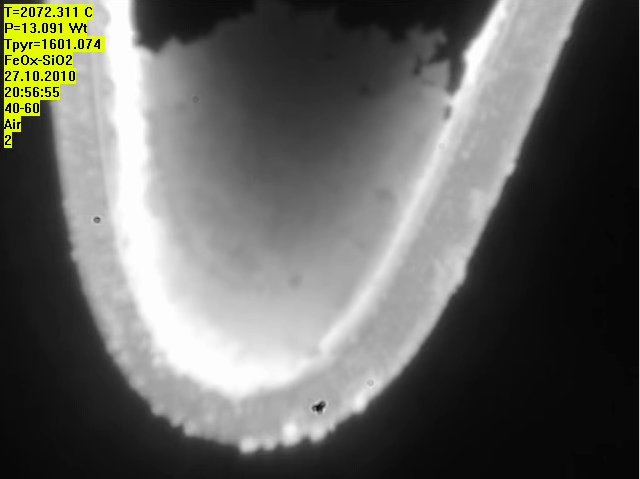 T=2072.311 C
P=13.091 Wt
Tpyr=1601.074
FeOx-SiO2
27.10.2010
20:56:55
40-60
Air
2